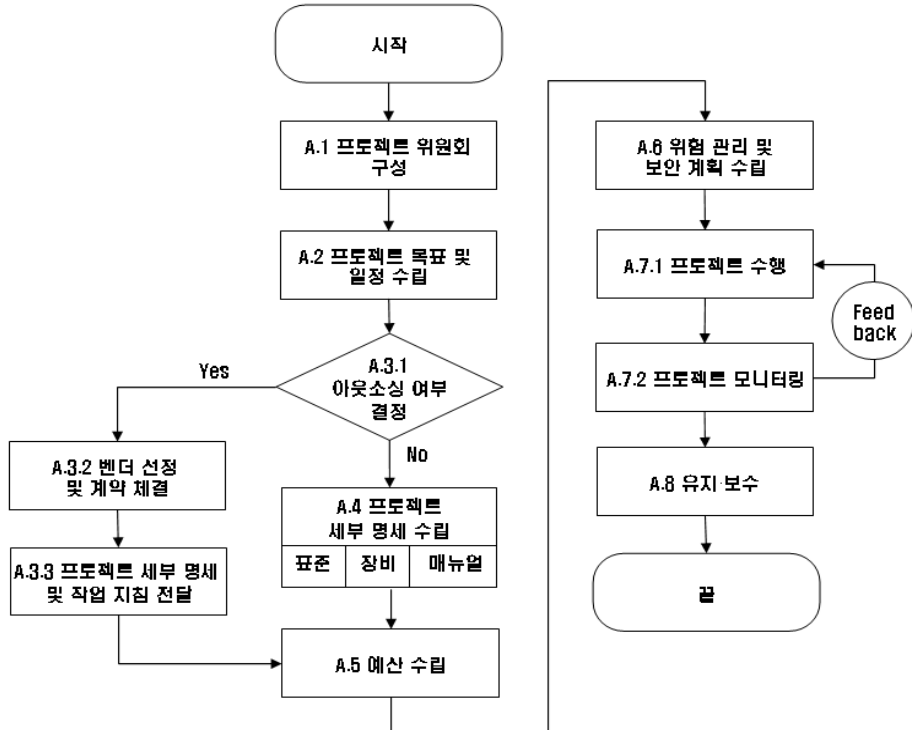 시작
A.1 프로젝트 위원회
구성
A.2 프로젝트 목표 및
일정 수립
A.3.1
아웃소싱 여부
결정
Yes
No
A.3.2 벤더 선정
및 계약 체결
A.3.3 프로젝트 세부 명세
및 작업 지침 전달
A.4 프로젝트
세부 명세 수립
표준
장비
매뉴얼
A.5 예산 수립
A.6 위험 관리 및
보안 계획 수립
A.7.1 프로젝트 수행
Feed
back
A.7.2 프로젝트 모니터링
A.8 유지 보수
끝